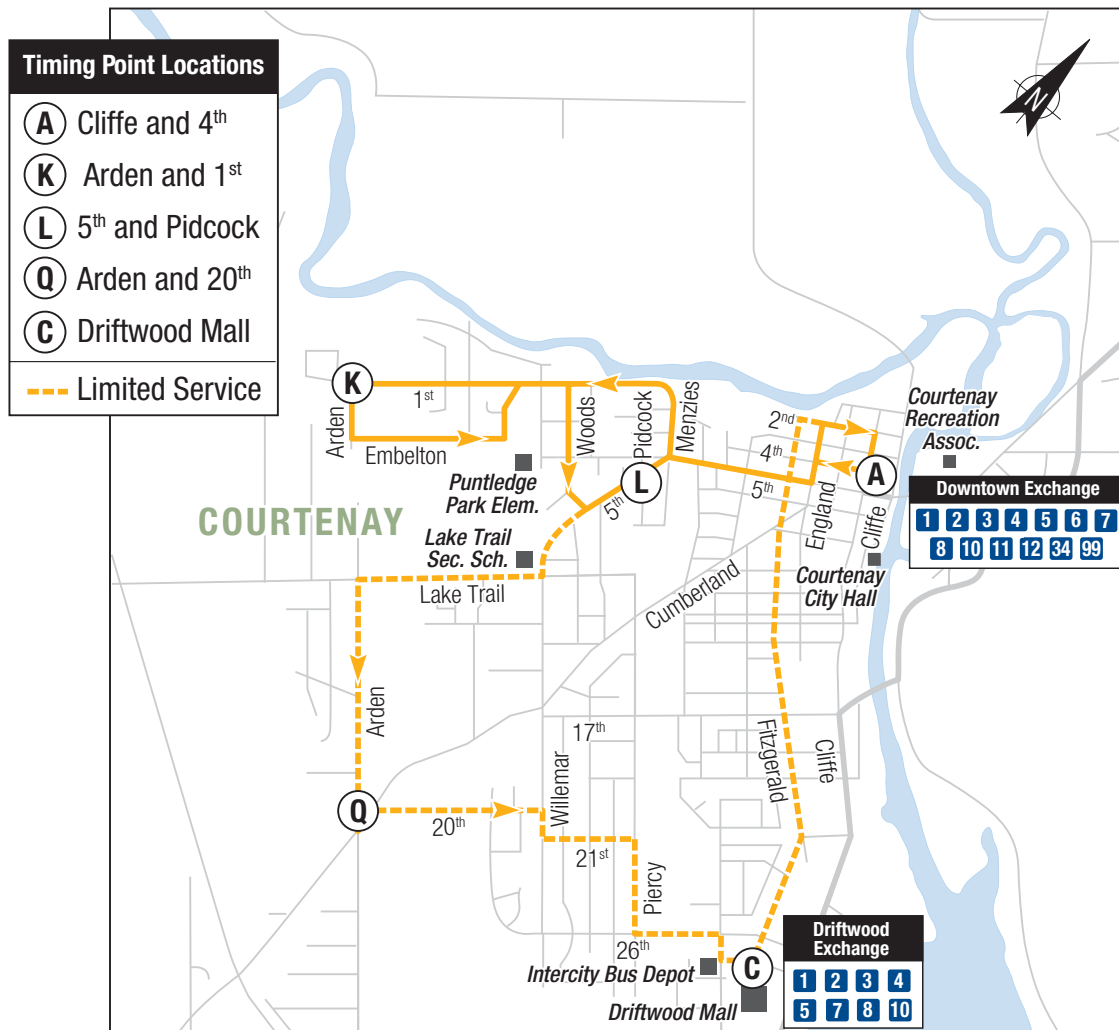 Timing Point Locations
A Cliffe and 4th
K Arden and 1st
L 5th and Pidcock
Q Arden and 20th
C Driftwood Mall
Limited Service
N
K
1st
Arden
Embelton
Woods
Pidcock
Menzies
2nd
4th
5th
England
A
Cliffe
Courtenay
Recreation
Assoc.
Downtown Exchange
1 2 3 4 5 6 7
8 10 11 12 34 99
Puntledge
Park Elem.
L
5th
COURTENAY
Lake Trail
Sec. Sch.
Lake Trail
Cumberland
Courtenay
City Hall
Arden
17th
Willemar
Fitzgerald
Cliffe
Q
20th
21st
Piercy
26th
Intercity Bus Depot
C
Driftwood Mall
Driftwood
Exchange
1 2 3 4
5 7 8 10